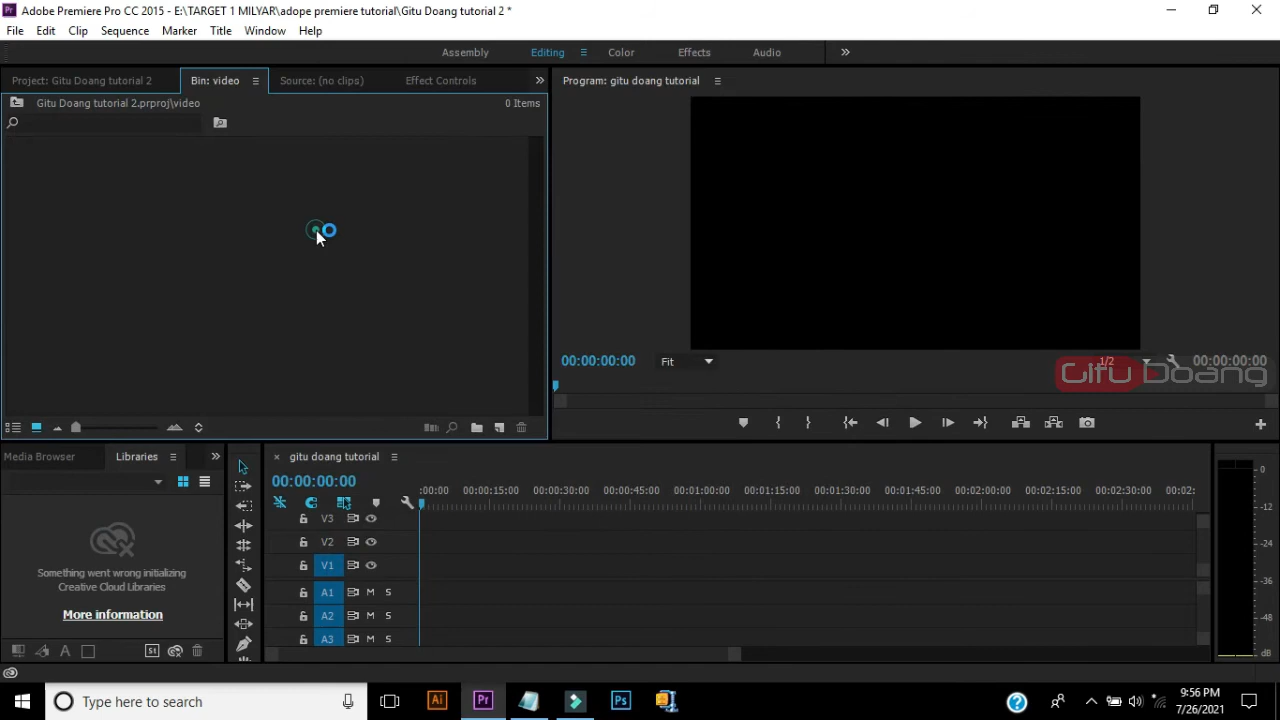 Adobe Premiere Pro CC 2015 - E:\TARGET 1 MILYAR\adope premiere tutorial\Gitu Doang tutorial 2 *
File Edit Clip Sequence Marker Title Window Help
Assembly Editing Color Effects Audio
Project: Gitu Doang tutorial 2 Bin: video Source: (no clips) Effect Controls
Program: gitu doang tutorial
Gitu Doang tutorial 2.prproj\video 0 Items
00:00:00:00 Fit 1/2 00:00:00:00
Gitu Doang
Media Browser Libraries
× gitu doang tutorial
00:00:00:00
:00:00 00:00:15:00 00:00:30:00 00:00:45:00 00:01:00:00 00:01:15:00 00:01:30:00 00:01:45:00 00:02:00:00 00:02:15:00 00:02:30:00 00:02:
V3
V2
V1
A1 M S
A2 M S
A3 M S
0
-12
-24
-36
-48
dB
Something went wrong initializing
Creative Cloud Libraries
More information
St
Type here to search
Ai Pr Ps
9:56 PM
7/26/2021